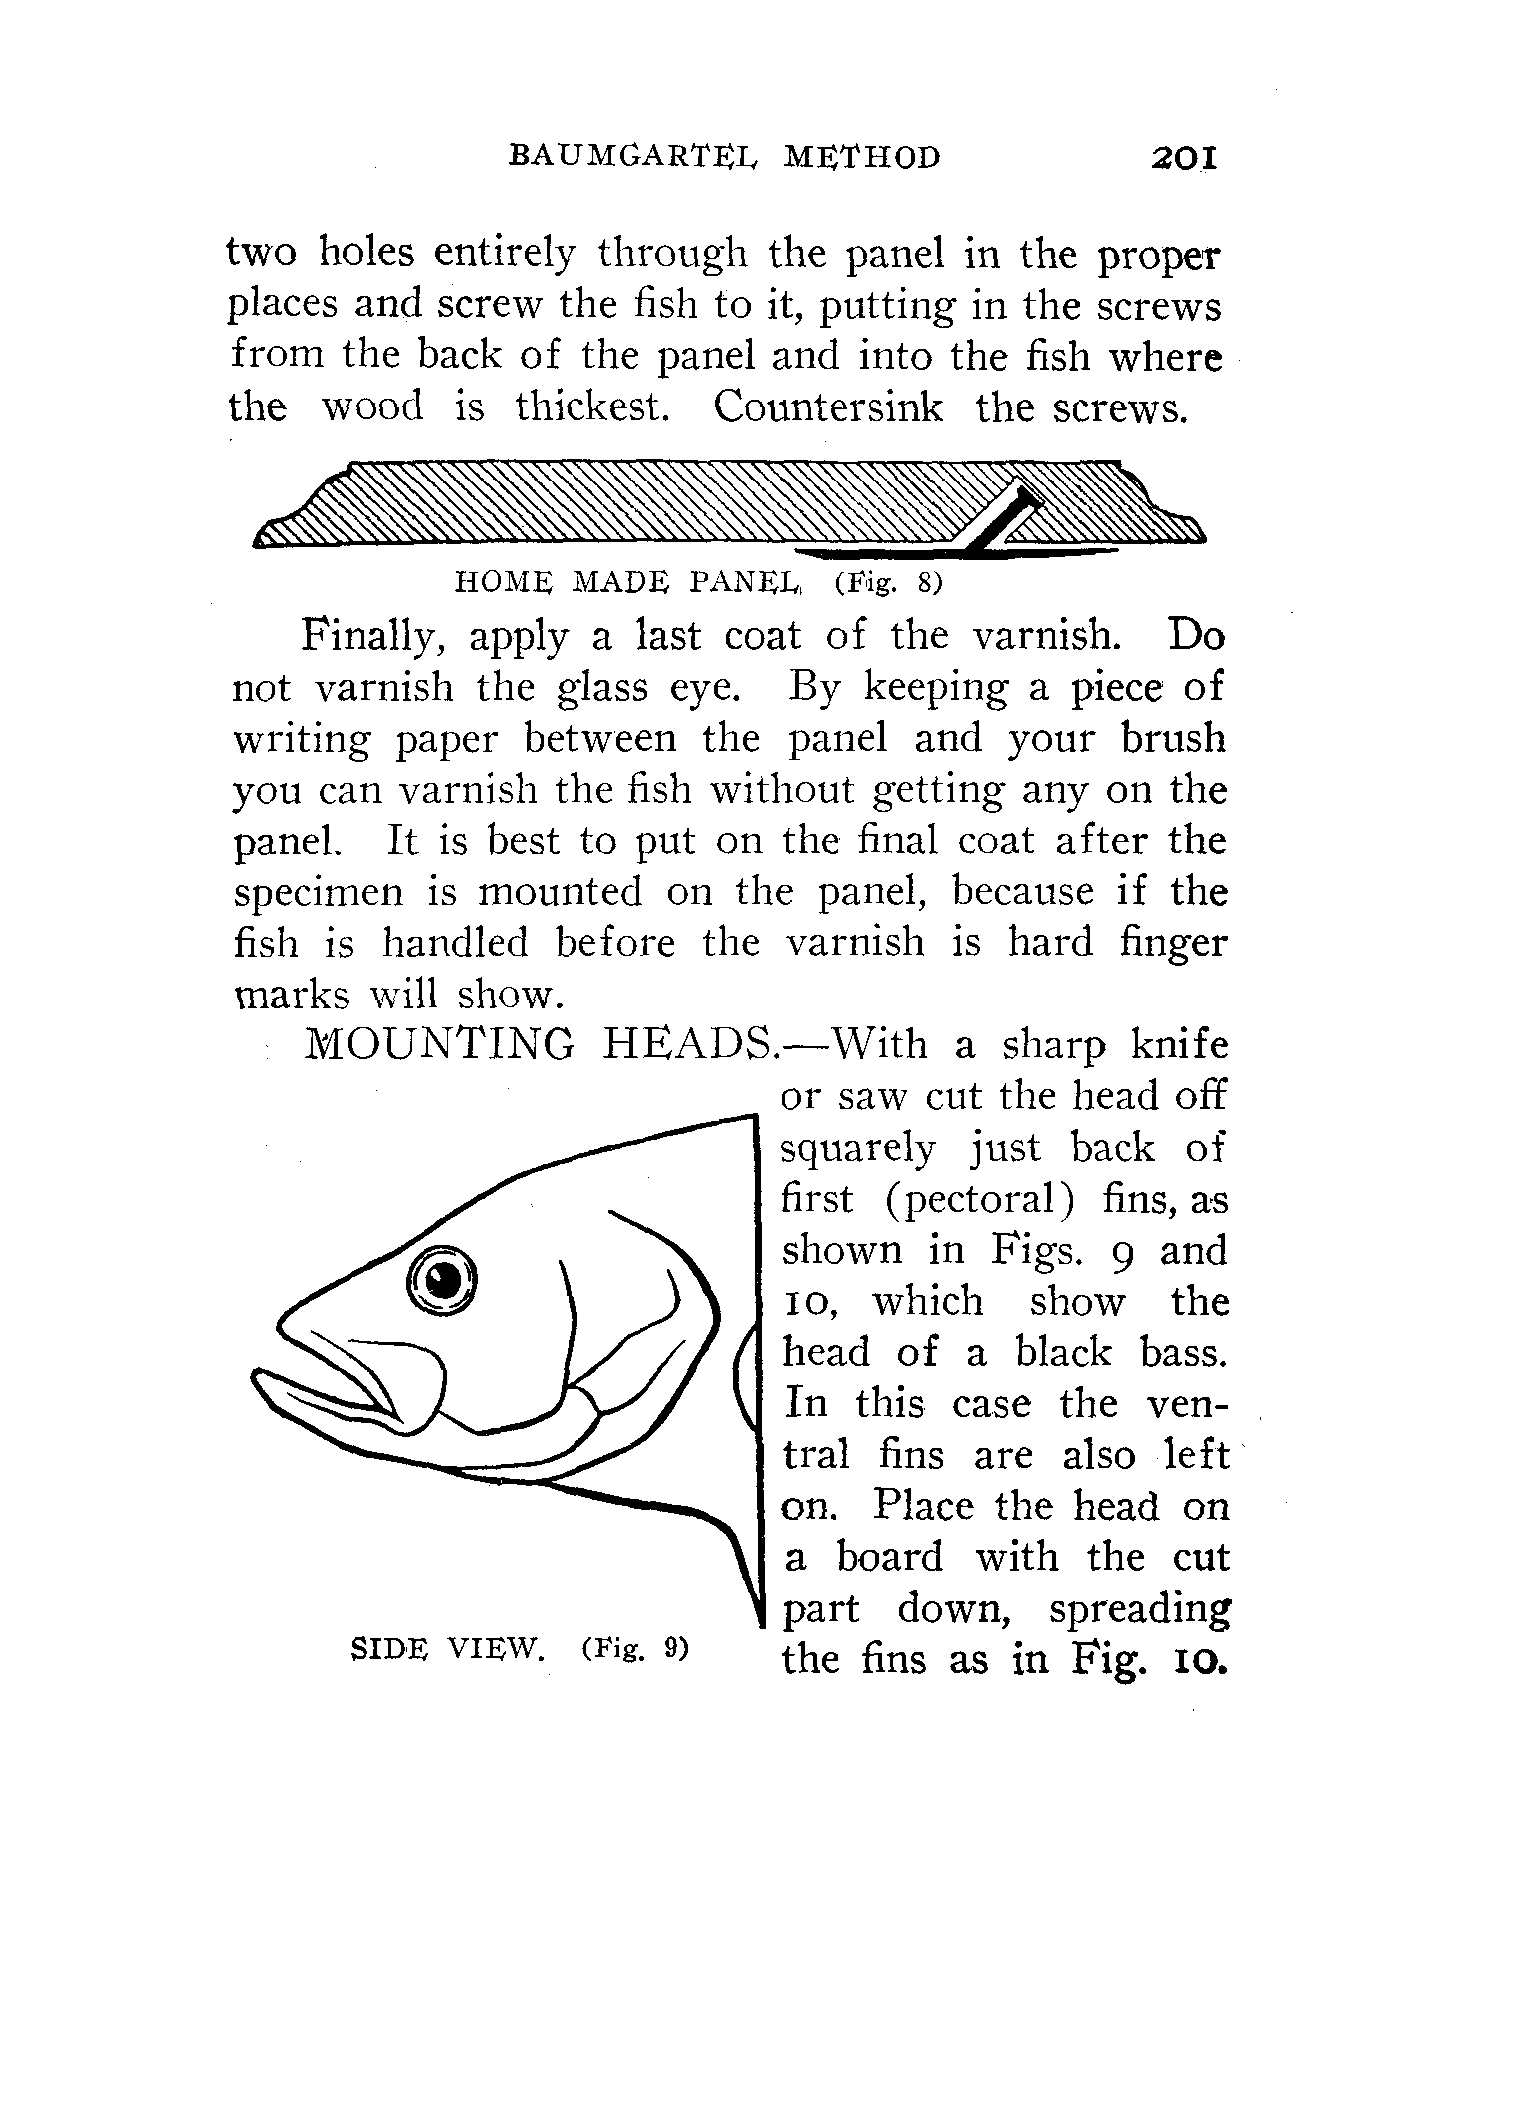 BAUMGARTEL METHOD 201
two holes entirely through the panel in the proper
places and screw the fish to it, putting in the screws
from the back of the panel and into the fish where
the wood is thickest. Countersink the screws.
HOME MADE PANEL (Fig. 8)
Finally, apply a last coat of the varnish. Do
not varnish the glass eye. By keeping a piece of
writing paper between the panel and your brush
you can varnish the fish without getting any on the
panel. It is best to put on the final coat after the
specimen is mounted on the panel, because if the
fish is handled before the varnish is hard finger
marks will show.
MOUNTING HEADS.—With a sharp knife
or saw cut the head off
squarely just back of
first (pectoral) fins, as
shown in Figs. 9 and
10, which show the
head of a black bass.
In this case the ven-
tral fins are also left
on. Place the head on
a board with the cut
part down, spreading
the fins as in Fig. 10.
SIDE VIEW. (Fig. 9)